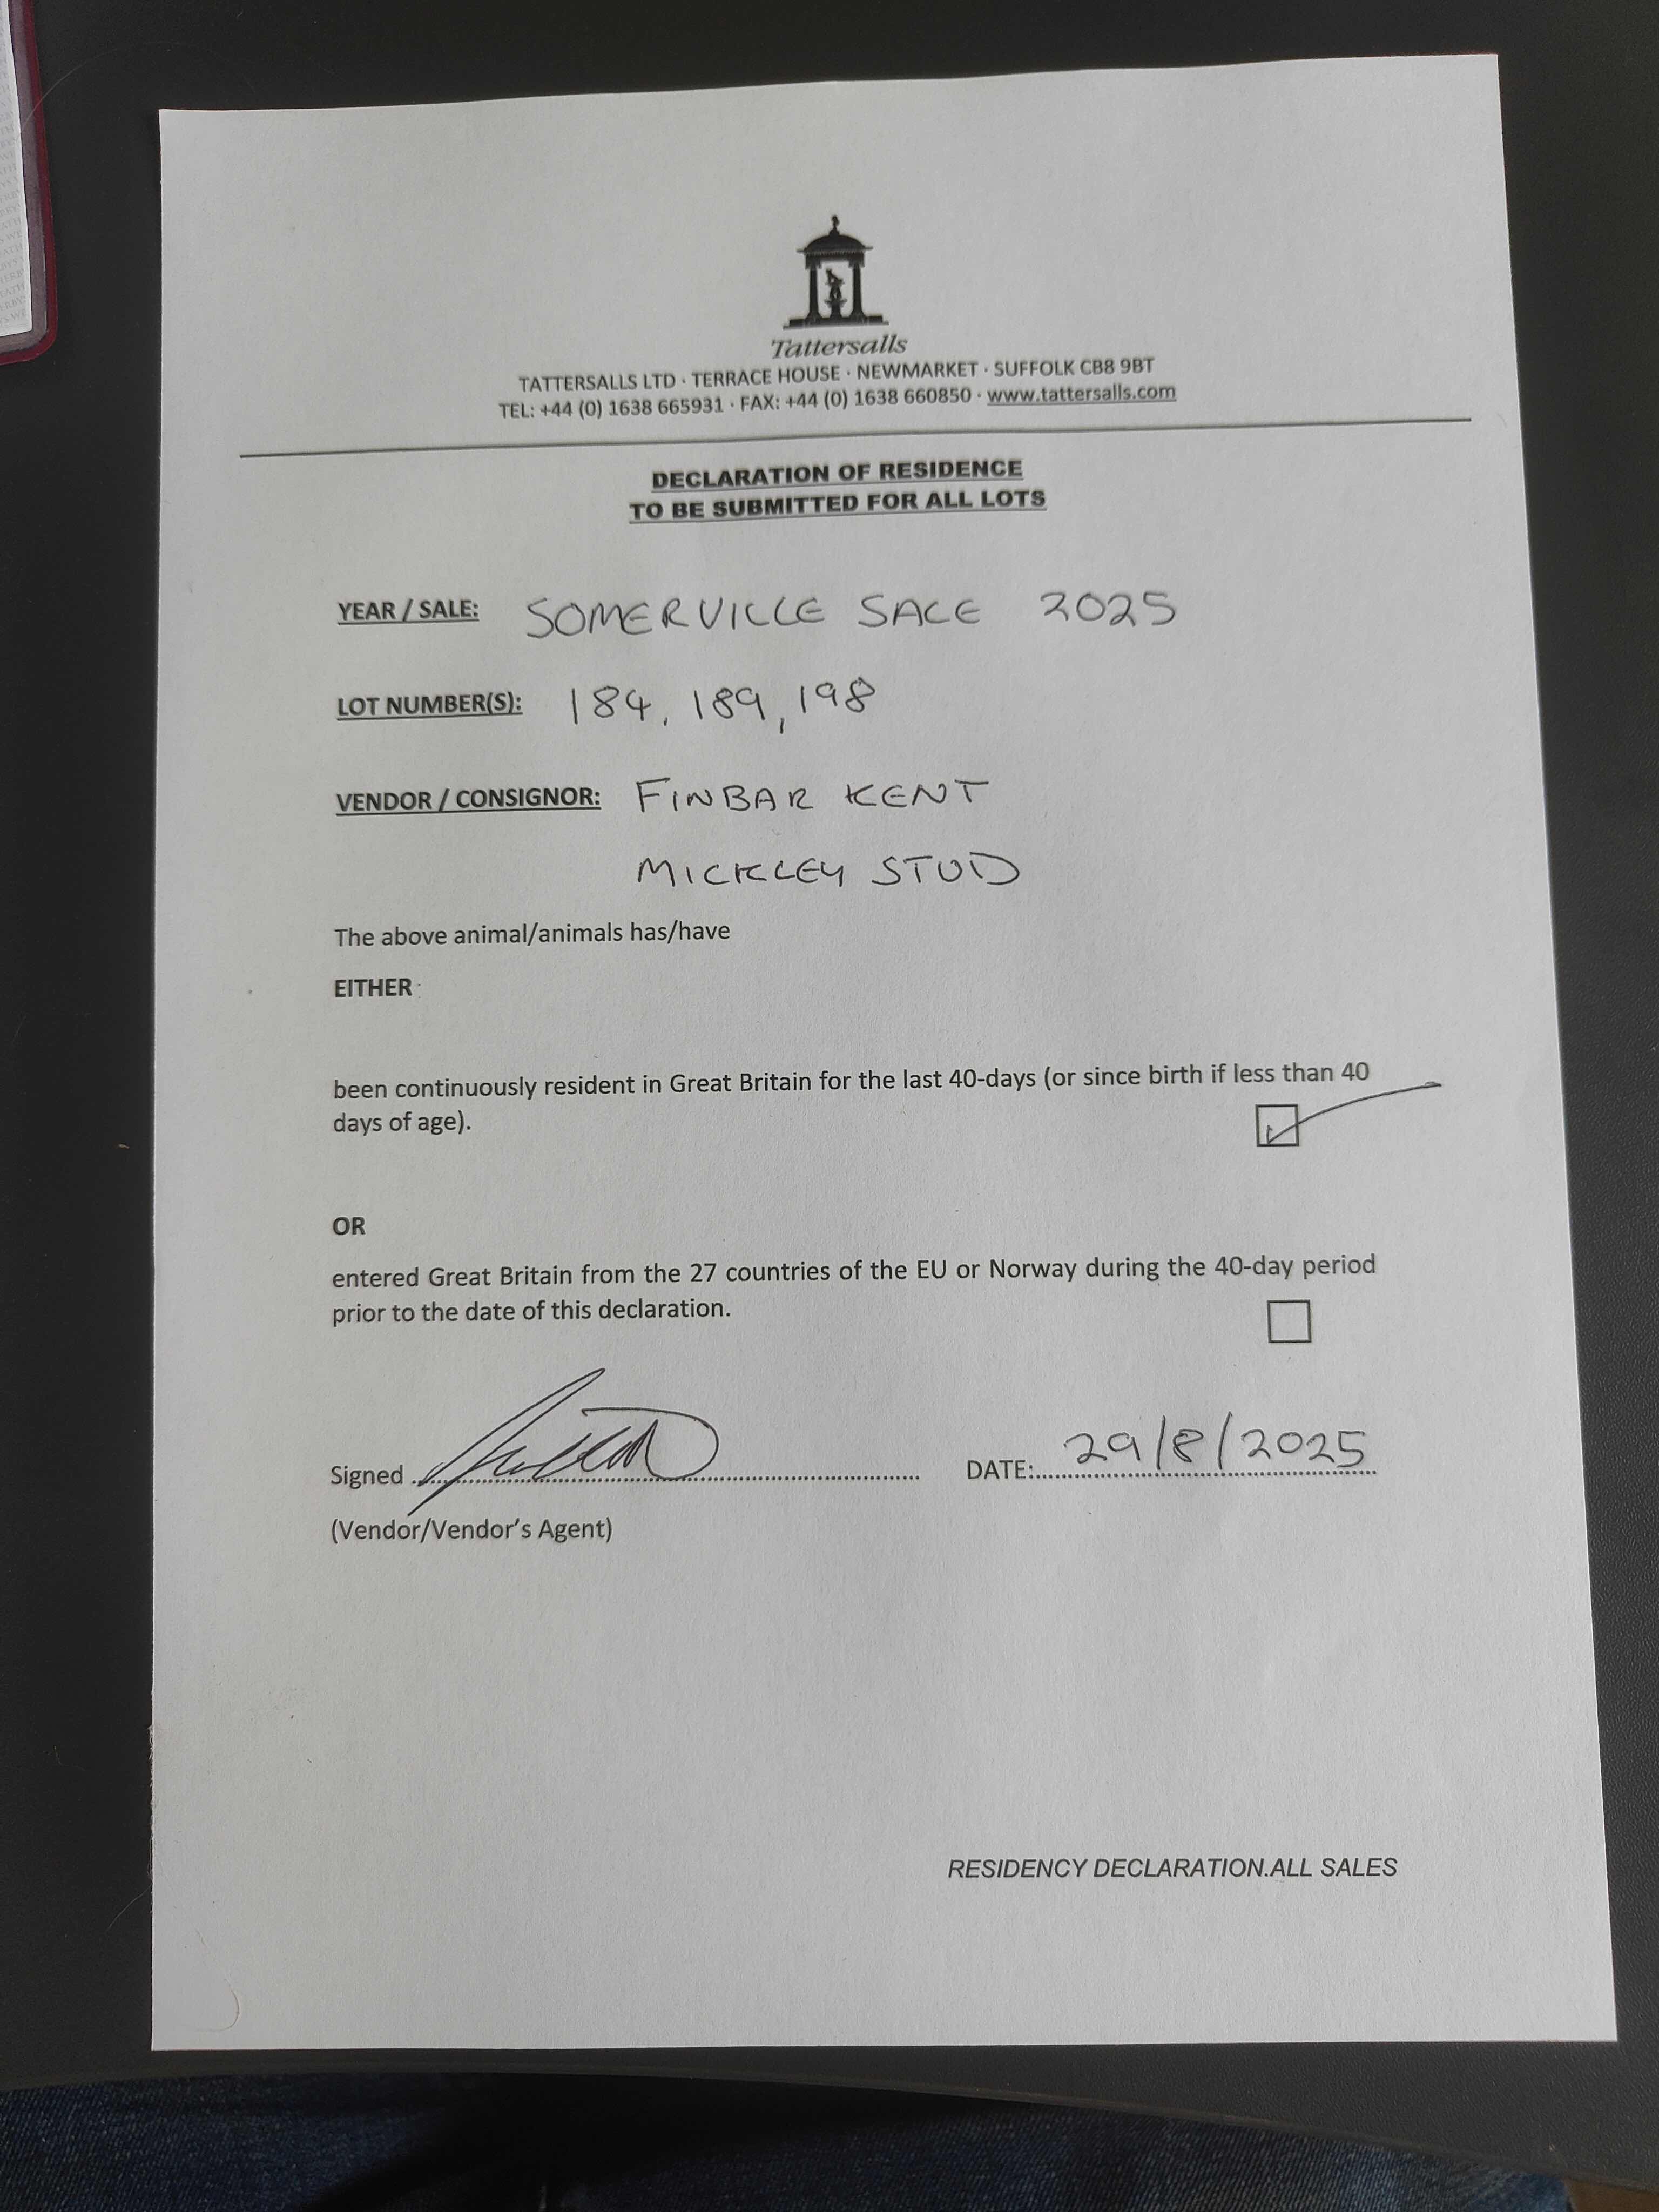 Tattersalls
TATTERSALLS LTD · TERRACE HOUSE · NEWMARKET · SUFFOLK CB8 9BT
TEL: +44 (0) 1638 665931 · FAX: +44 (0) 1638 660850 · www.tattersalls.com
DECLARATION OF RESIDENCE
TO BE SUBMITTED FOR ALL LOTS
YEAR / SALE: SOMERVILLE SALE 2025
LOT NUMBER(S): 184, 189, 198
VENDOR / CONSIGNOR: FINBAR KENT
MICKLEY STUD
The above animal/animals has/have
EITHER
been continuously resident in Great Britain for the last 40-days (or since birth if less than 40
days of age).
OR
entered Great Britain from the 27 countries of the EU or Norway during the 40-day period
prior to the date of this declaration.
Signed DATE: 29/8/2025
(Vendor/Vendor's Agent)
RESIDENCY DECLARATION.ALL SALES